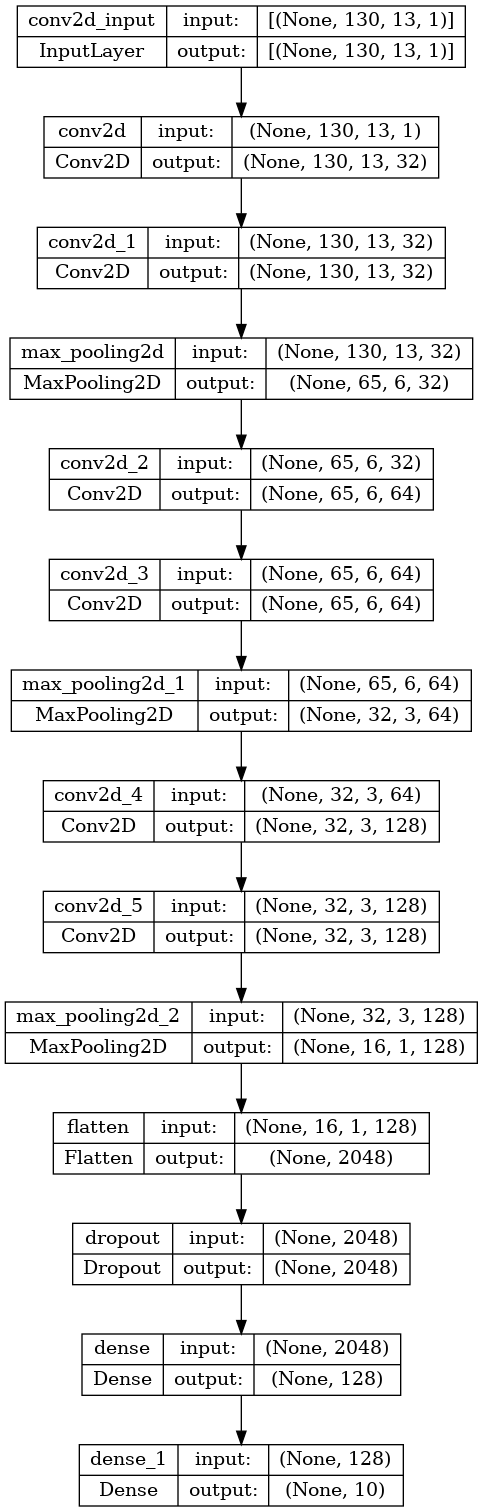 conv2d_input input: [(None, 130, 13, 1)]
InputLayer output: [(None, 130, 13, 1)]
conv2d input: (None, 130, 13, 1)
Conv2D output: (None, 130, 13, 32)
conv2d_1 input: (None, 130, 13, 32)
Conv2D output: (None, 130, 13, 32)
max_pooling2d input: (None, 130, 13, 32)
MaxPooling2D output: (None, 65, 6, 32)
conv2d_2 input: (None, 65, 6, 32)
Conv2D output: (None, 65, 6, 64)
conv2d_3 input: (None, 65, 6, 64)
Conv2D output: (None, 65, 6, 64)
max_pooling2d_1 input: (None, 65, 6, 64)
MaxPooling2D output: (None, 32, 3, 64)
conv2d_4 input: (None, 32, 3, 64)
Conv2D output: (None, 32, 3, 128)
conv2d_5 input: (None, 32, 3, 128)
Conv2D output: (None, 32, 3, 128)
max_pooling2d_2 input: (None, 32, 3, 128)
MaxPooling2D output: (None, 16, 1, 128)
flatten input: (None, 16, 1, 128)
Flatten output: (None, 2048)
dropout input: (None, 2048)
Dropout output: (None, 2048)
dense input: (None, 2048)
Dense output: (None, 128)
dense_1 input: (None, 128)
Dense output: (None, 10)